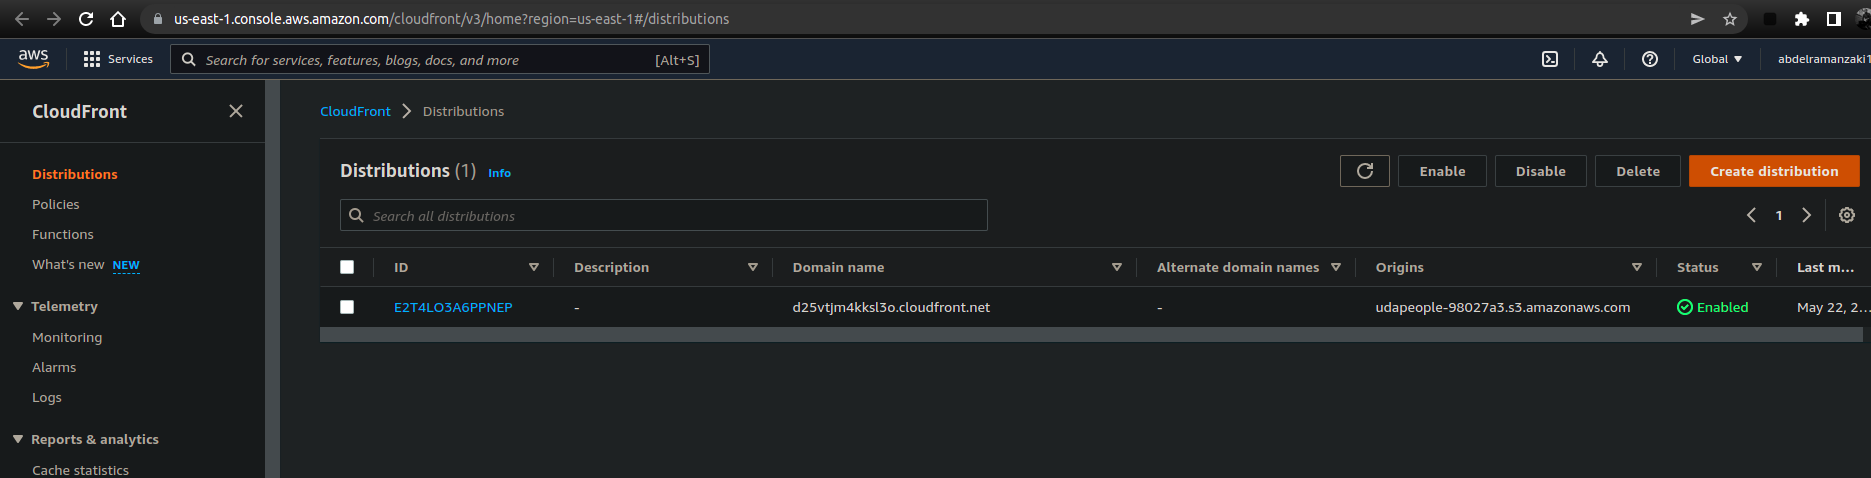 us-east-1.console.aws.amazon.com/cloudfront/v3/home?region=us-east-1#/distributions
aws Services Search for services, features, blogs, docs, and more [Alt+S] Global abdelramanzaki1
CloudFront
CloudFront Distributions
Distributions
Policies
Functions
What's new NEW
Telemetry
Monitoring
Alarms
Logs
Reports & analytics
Cache statistics
Distributions (1) Info Enable Disable Delete Create distribution
Search all distributions 1
ID Description Domain name Alternate domain names Origins Status Last m...
E2T4LO3A6PPNEP - d25vtjm4kksl3o.cloudfront.net - udapeople-98027a3.s3.amazonaws.com Enabled May 22, 2...